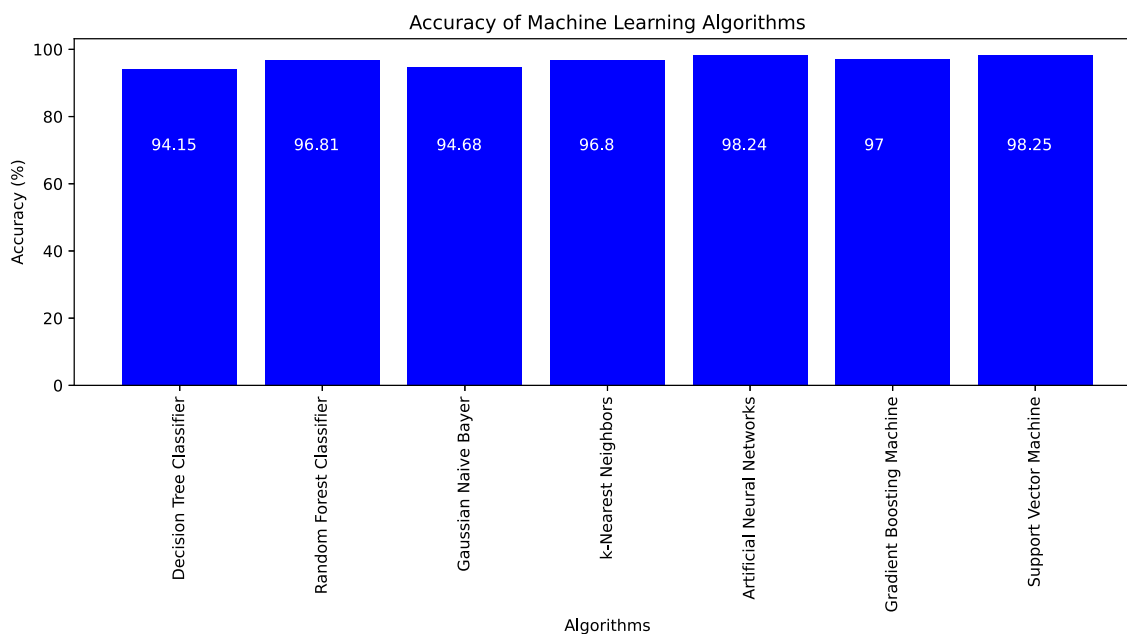 Accuracy of Machine Learning Algorithms
Accuracy (%)
100
80
60
40
20
0
94.15
96.81
94.68
96.8
98.24
97
98.25
Decision Tree Classifier
Random Forest Classifier
Gaussian Naive Bayer
k-Nearest Neighbors
Artificial Neural Networks
Gradient Boosting Machine
Support Vector Machine
Algorithms